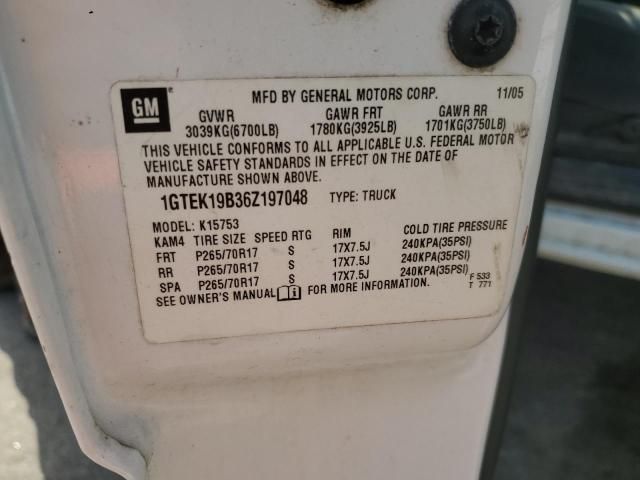 GM
MFD BY GENERAL MOTORS CORP. 11/05
GVWR GAWR FRT GAWR RR
3039KG(6700LB) 1780KG(3925LB) 1701KG(3750LB)
THIS VEHICLE CONFORMS TO ALL APPLICABLE U.S. FEDERAL MOTOR
VEHICLE SAFETY STANDARDS IN EFFECT ON THE DATE OF
MANUFACTURE SHOWN ABOVE.
1GTEK19B36Z197048 TYPE: TRUCK
MODEL: K15753
KAM4 TIRE SIZE SPEED RTG RIM COLD TIRE PRESSURE
FRT P265/70R17 S 17X7.5J 240KPA(35PSI)
RR P265/70R17 S 17X7.5J 240KPA(35PSI)
SPA P265/70R17 S 17X7.5J 240KPA(35PSI)
SEE OWNER'S MANUAL FOR MORE INFORMATION.
F 533
T 771